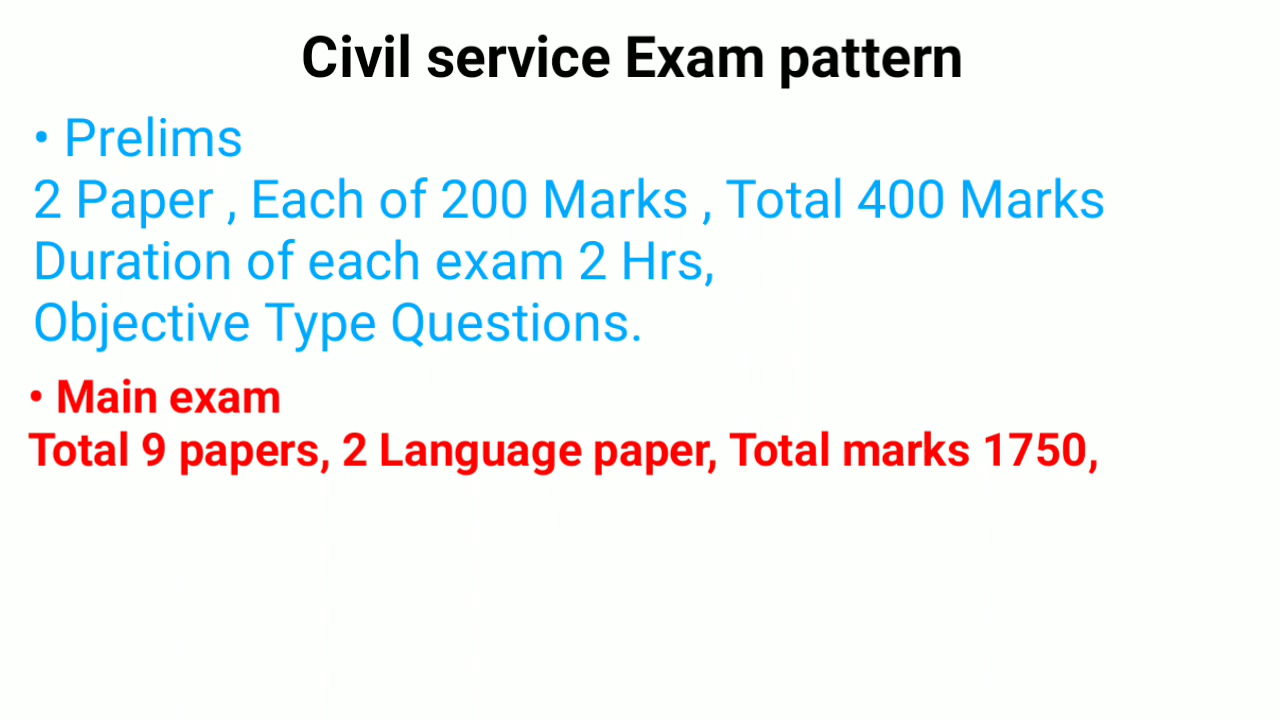 Civil service Exam pattern
• Prelims
2 Paper , Each of 200 Marks , Total 400 Marks
Duration of each exam 2 Hrs,
Objective Type Questions.
• Main exam
Total 9 papers, 2 Language paper, Total marks 1750,